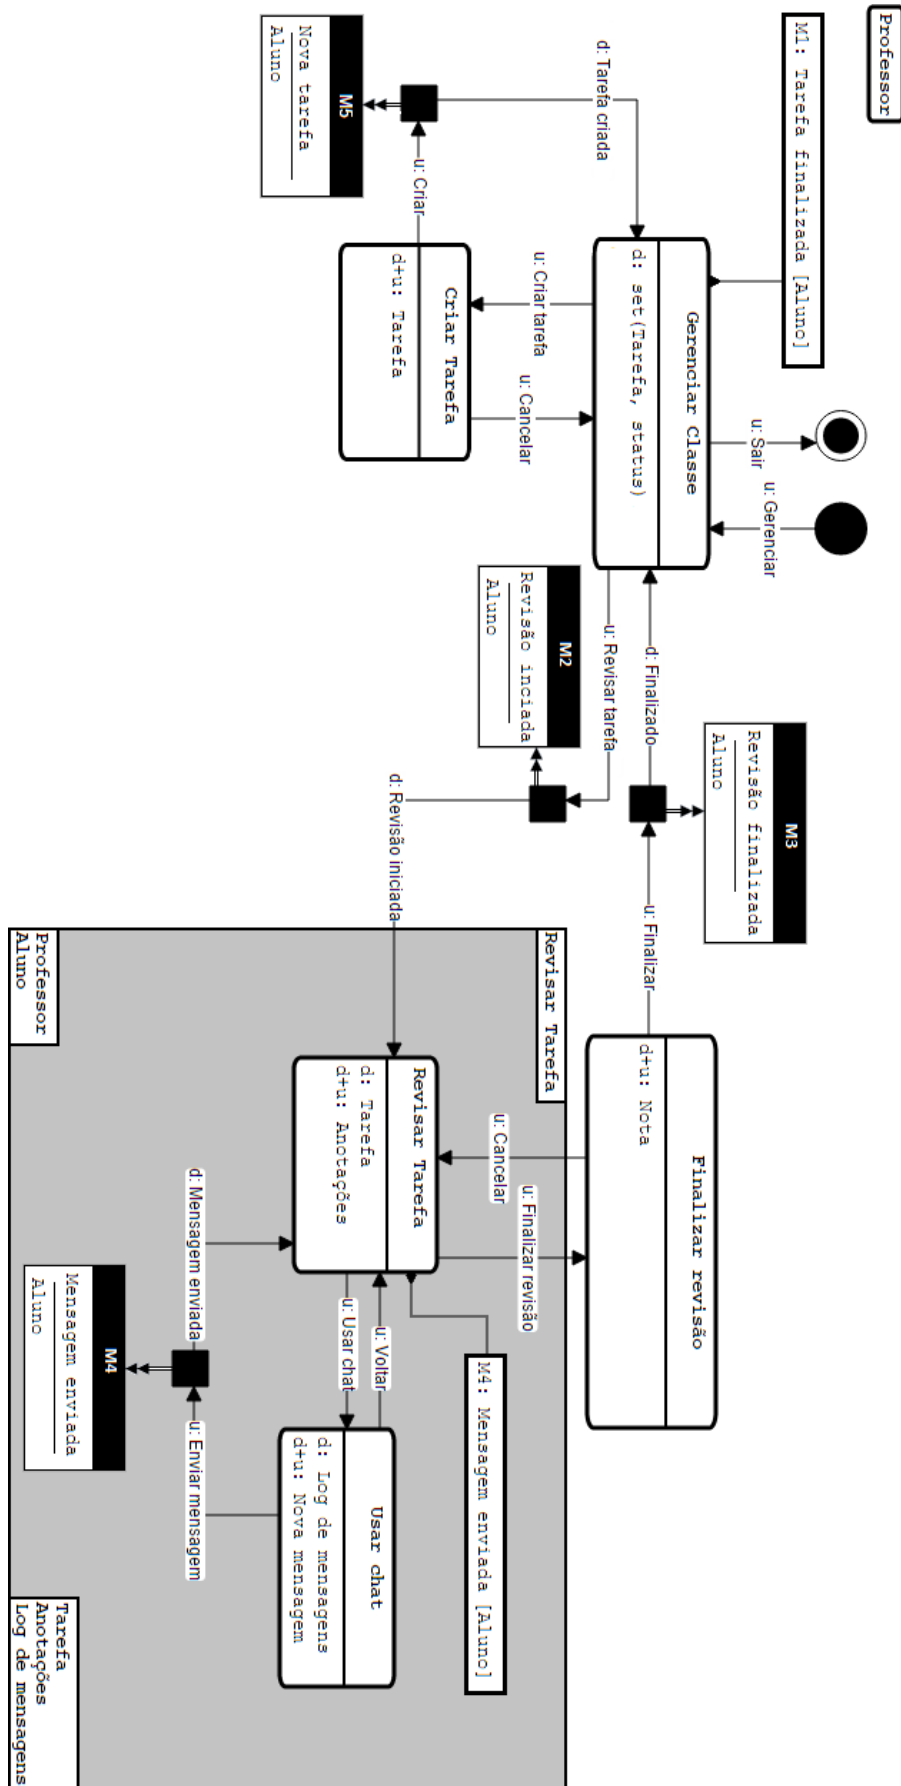 Professor
M1: Tarefa finalizada [Aluno]
u: Sair
u: Gerenciar
Gerenciar Classe
d: set(Tarefa, status)
d: Tarefa criada
u: Criar tarefa
u: Cancelar
Criar Tarefa
d+u: Tarefa
u: Criar
M5
Nova tarefa
Aluno
u: Revisar tarefa
M2
Revisão inciada
Aluno
d: Revisão iniciada
d: Finalizado
M3
Revisão finalizada
Aluno
u: Finalizar
Finalizar revisão
d+u: Nota
u: Cancelar
u: Finalizar revisão
Revisar Tarefa
Revisar Tarefa
d: Tarefa
d+u: Anotações
M4: Mensagem enviada [Aluno]
u: Voltar
u: Usar chat
Usar chat
d: Log de mensagens
d+u: Nova mensagem
d: Mensagem enviada
u: Enviar mensagem
M4
Mensagem enviada
Aluno
Professor
Aluno
Tarefa
Anotações
Log de mensagens